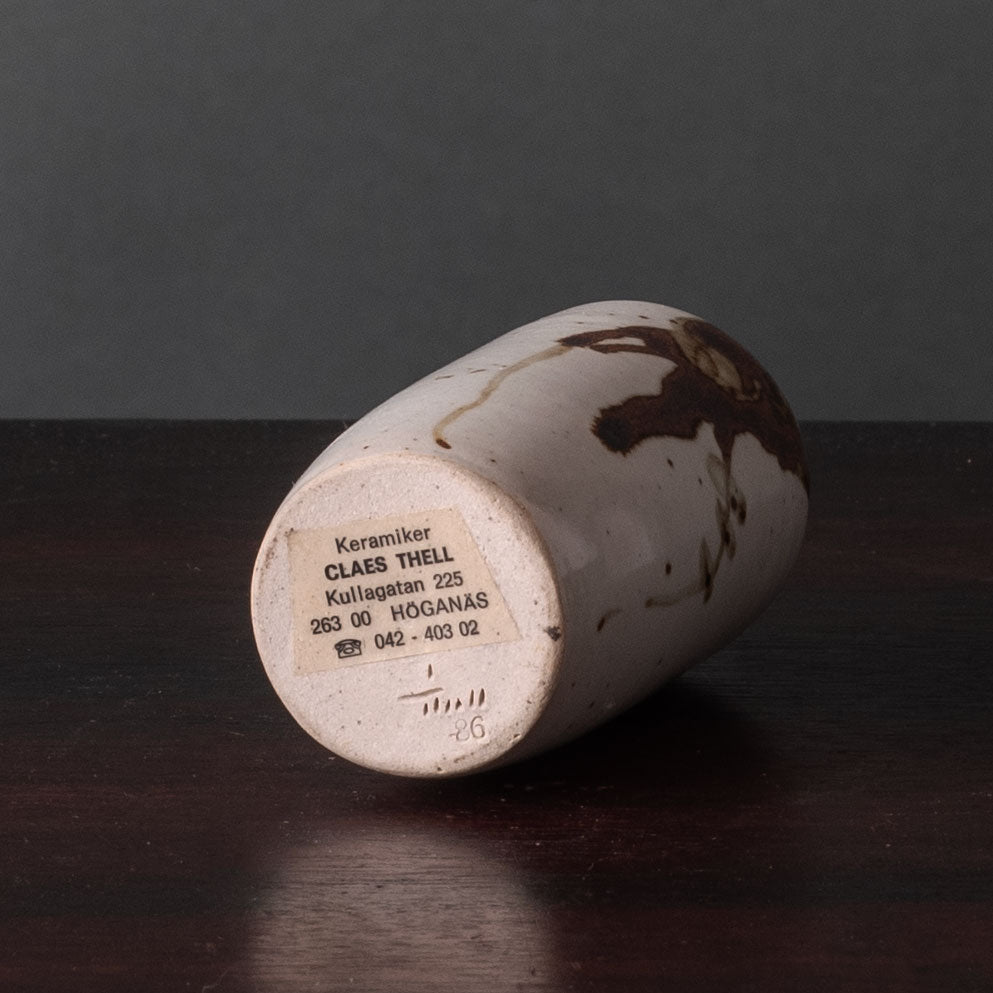 Keramiker
CLAES THELL
Kullagatan 225
263 00 HÖGANÄS
☎ 042 - 403 02
Thell
-86